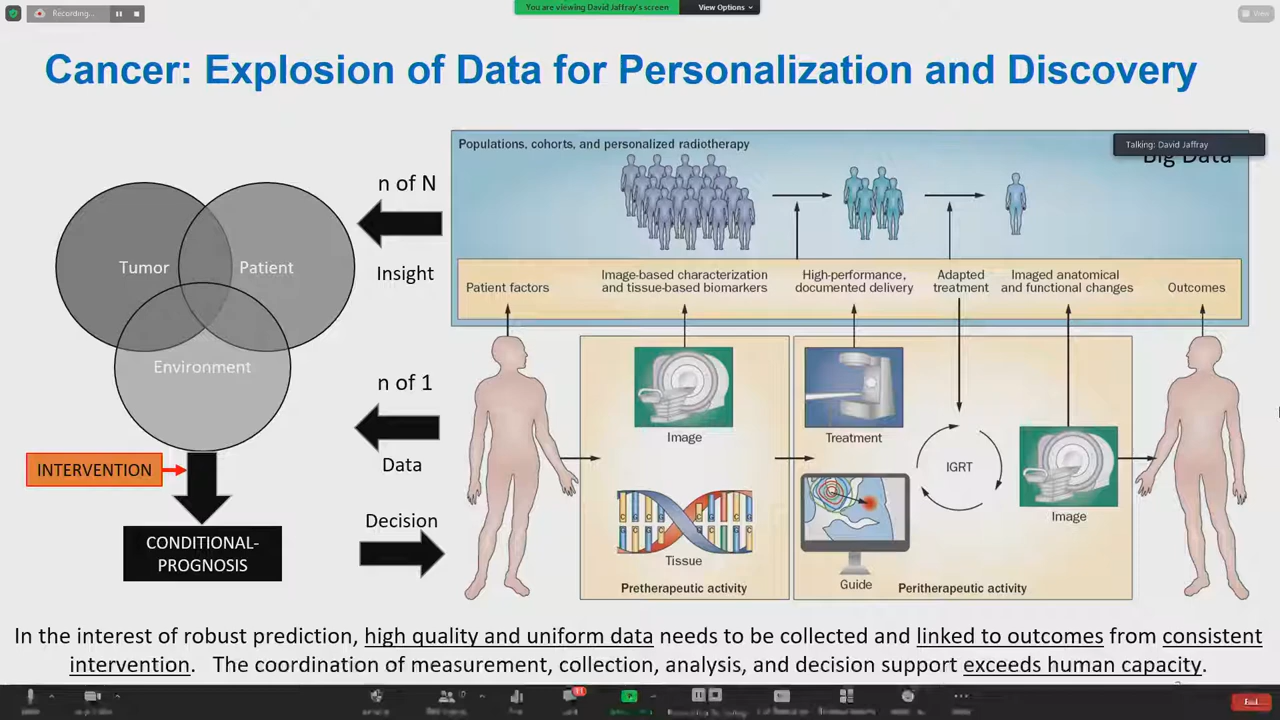 Recording...
You are viewing David Jaffray's screen
View Options
View
Cancer: Explosion of Data for Personalization and Discovery
Populations, cohorts, and personalized radiotherapy
Talking: David Jaffray
Big Data
n of N
Insight
Tumor
Patient
Environment
Patient factors
Image-based characterization
and tissue-based biomarkers
High-performance,
documented delivery
Adapted
treatment
Imaged anatomical
and functional changes
Outcomes
n of 1
Data
Decision
INTERVENTION
CONDITIONAL-
PROGNOSIS
Image
Tissue
Pretherapeutic activity
Treatment
Guide
IGRT
Image
Peritherapeutic activity
In the interest of robust prediction, high quality and uniform data needs to be collected and linked to outcomes from consistent
intervention. The coordination of measurement, collection, analysis, and decision support exceeds human capacity.
End